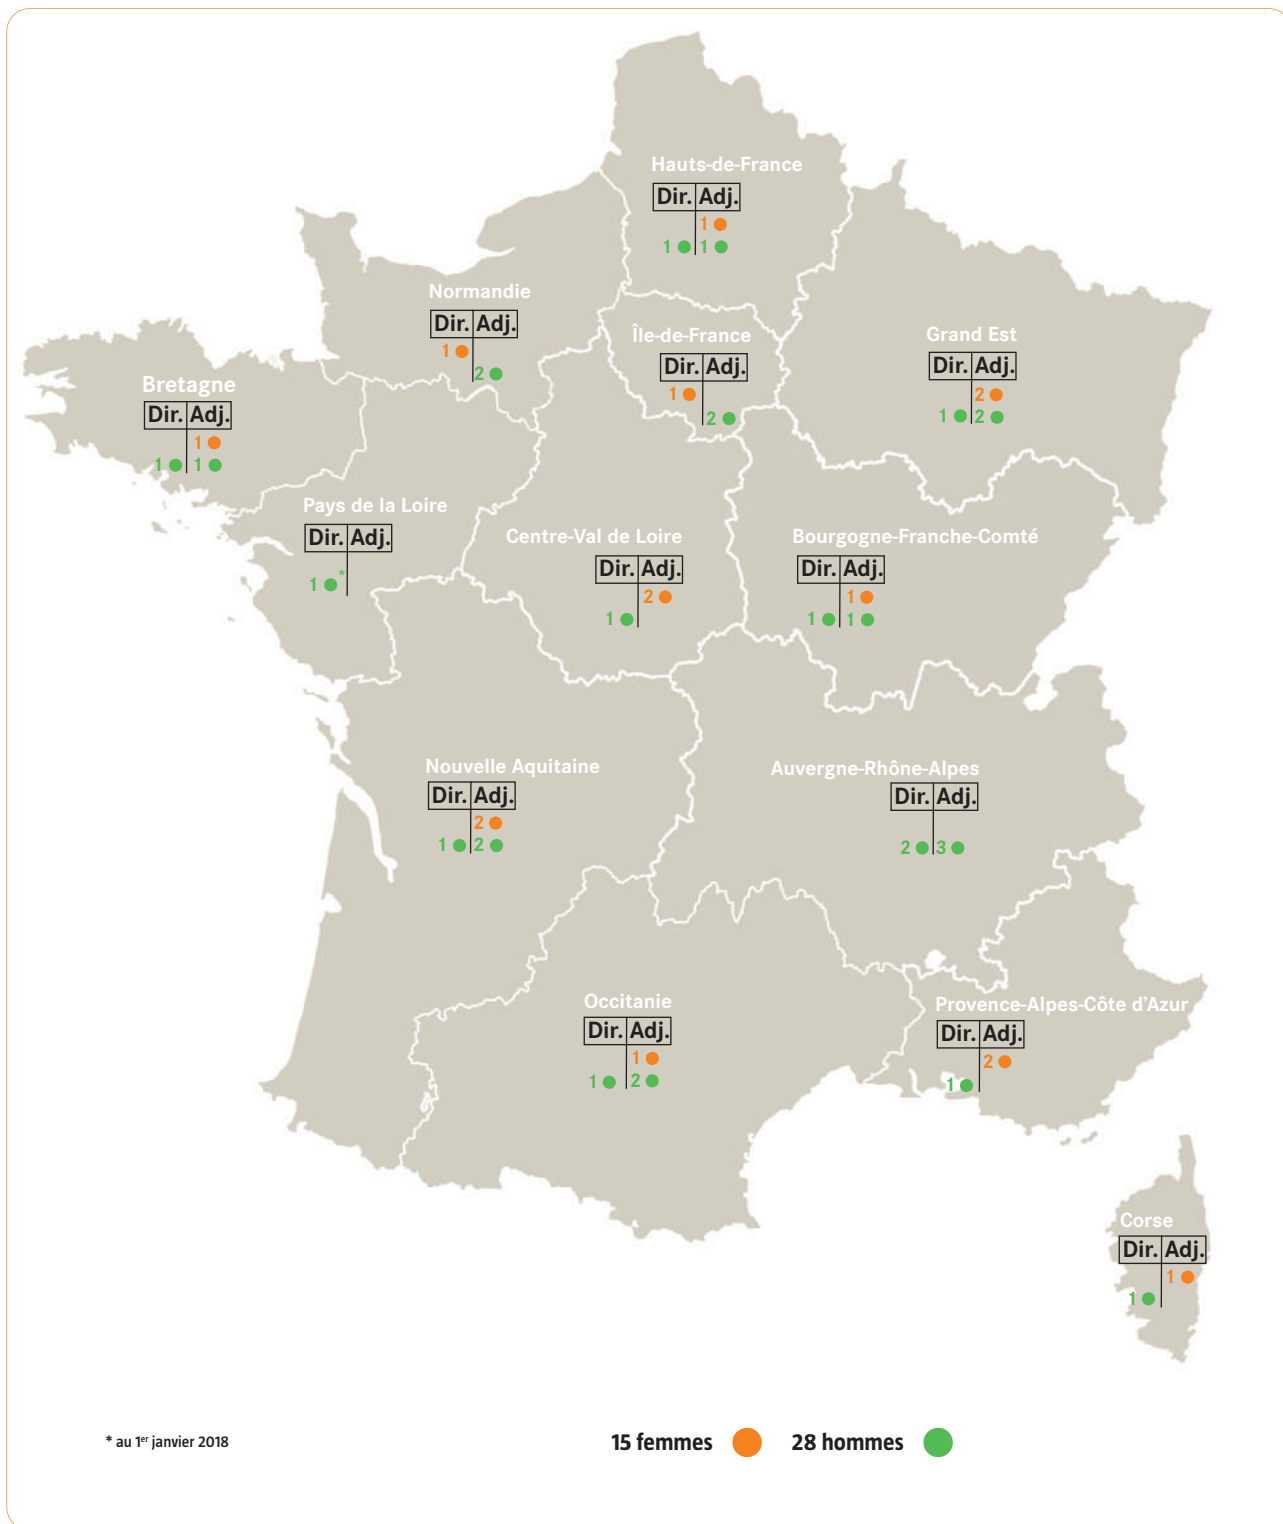 Hauts-de-France
Dir. Adj.
1
1 1
Normandie
Dir. Adj.
1
2
Île-de-France
Dir. Adj.
1
2
Grand Est
Dir. Adj.
2
1 2
Bretagne
Dir. Adj.
1
1 1
Pays de la Loire
Dir. Adj.
1 *
Centre-Val de Loire
Dir. Adj.
2
1
Bourgogne-Franche-Comté
Dir. Adj.
1
1 1
Nouvelle Aquitaine
Dir. Adj.
2
1 2
Auvergne-Rhône-Alpes
Dir. Adj.
2 3
Occitanie
Dir. Adj.
1
1 2
Provence-Alpes-Côte d'Azur
Dir. Adj.
2
1
Corse
Dir. Adj.
1
1
* au 1er janvier 2018
15 femmes 28 hommes